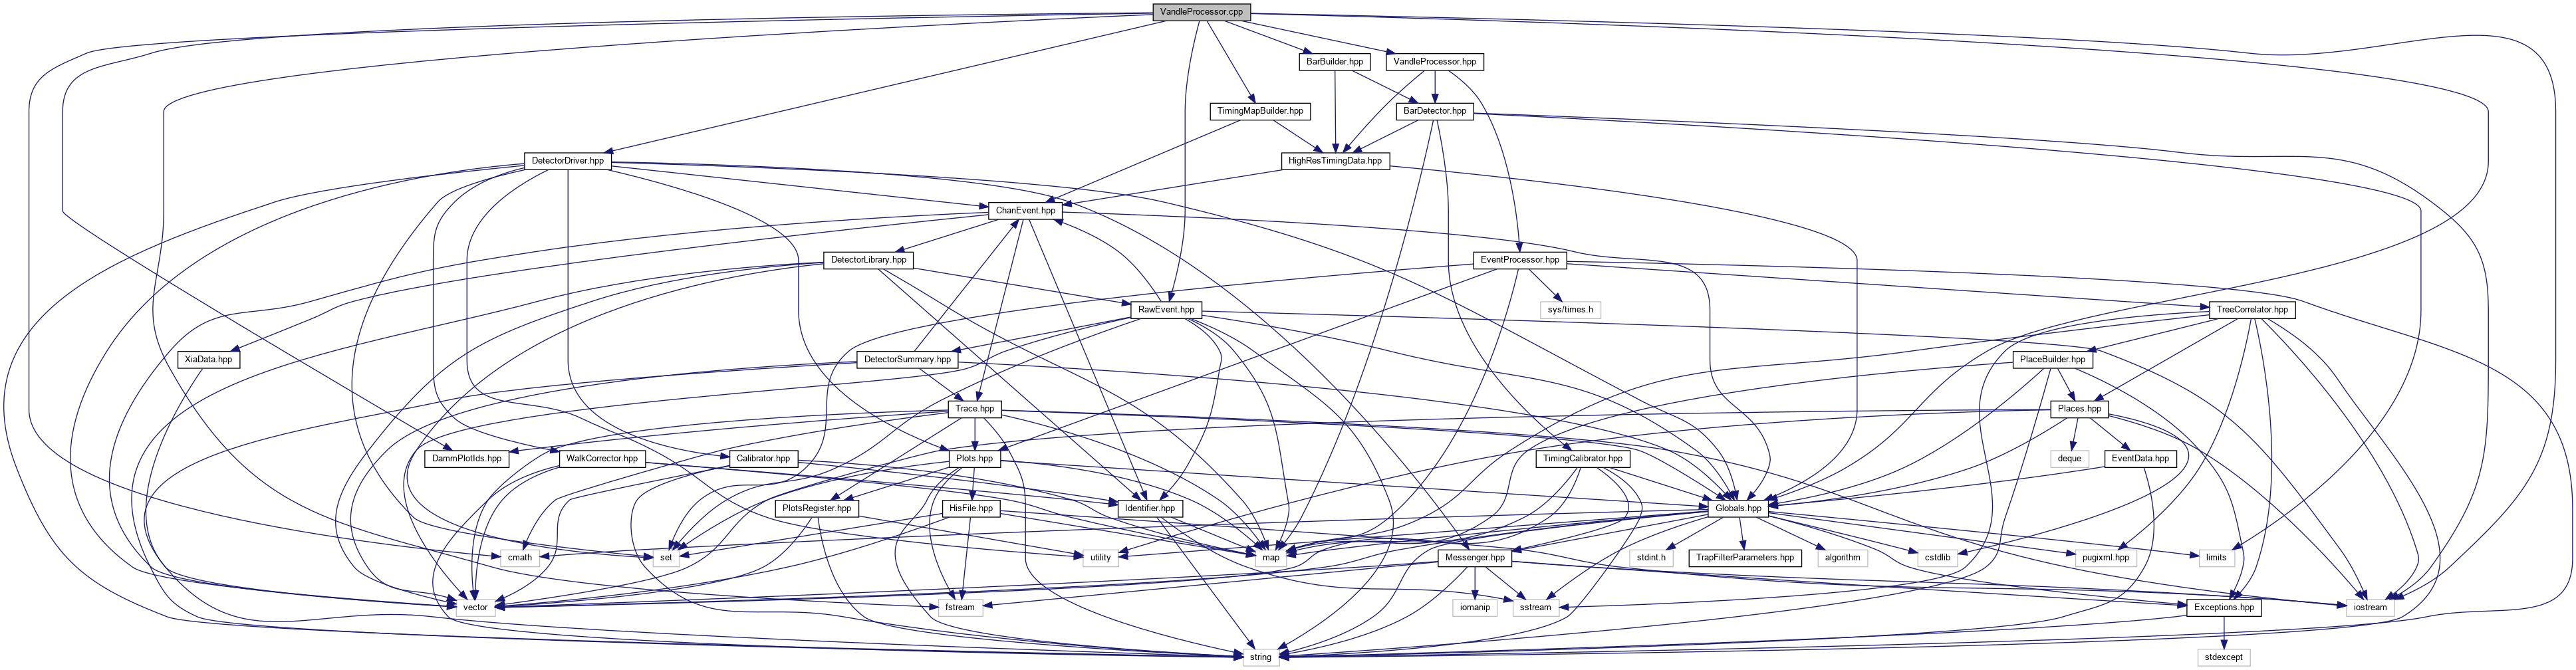 VandleProcessor.cpp
BarBuilder.hpp
VandleProcessor.hpp
TimingMapBuilder.hpp
BarDetector.hpp
DetectorDriver.hpp
HighResTimingData.hpp
ChanEvent.hpp
DetectorLibrary.hpp
EventProcessor.hpp
RawEvent.hpp
sys/times.h
TreeCorrelator.hpp
XiaData.hpp
DetectorSummary.hpp
PlaceBuilder.hpp
Trace.hpp
Places.hpp
DammPlotIds.hpp
WalkCorrector.hpp
Calibrator.hpp
Plots.hpp
TimingCalibrator.hpp
deque
EventData.hpp
PlotsRegister.hpp
HisFile.hpp
Identifier.hpp
Globals.hpp
cmath
set
utility
map
Messenger.hpp
stdint.h
TrapFilterParameters.hpp
algorithm
cstdlib
pugixml.hpp
limits
vector
fstream
iomanip
sstream
Exceptions.hpp
iostream
string
stdexcept